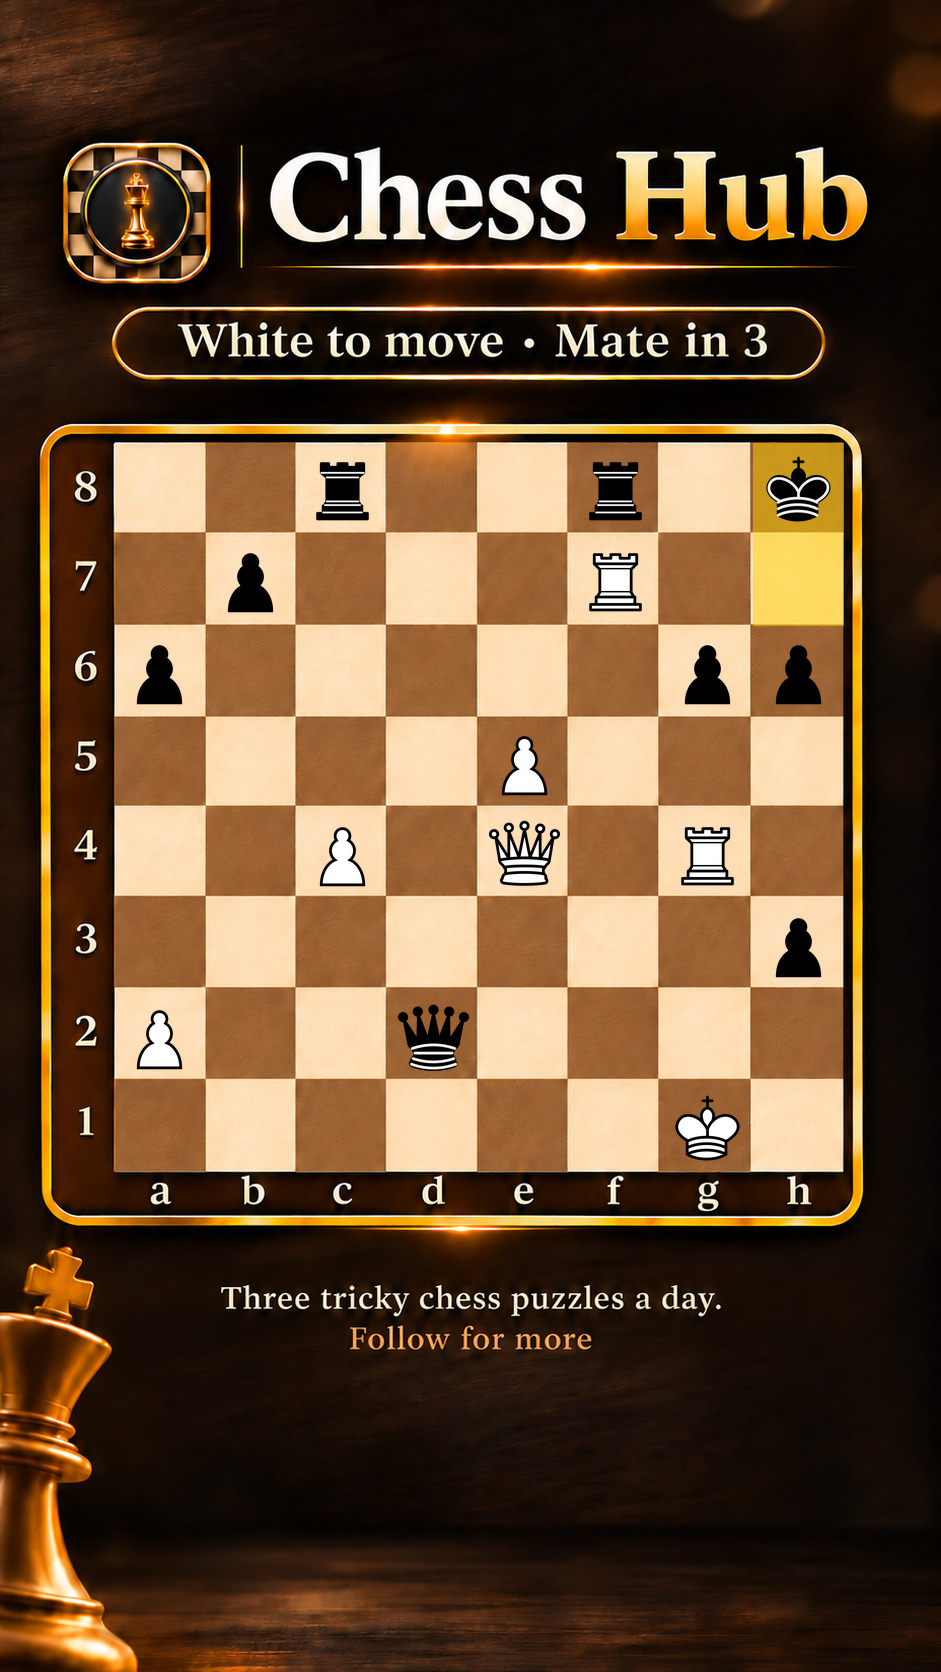 Chess Hub
White to move • Mate in 3
8
7
6
5
4
3
2
1
a b c d e f g h
Three tricky chess puzzles a day.
Follow for more